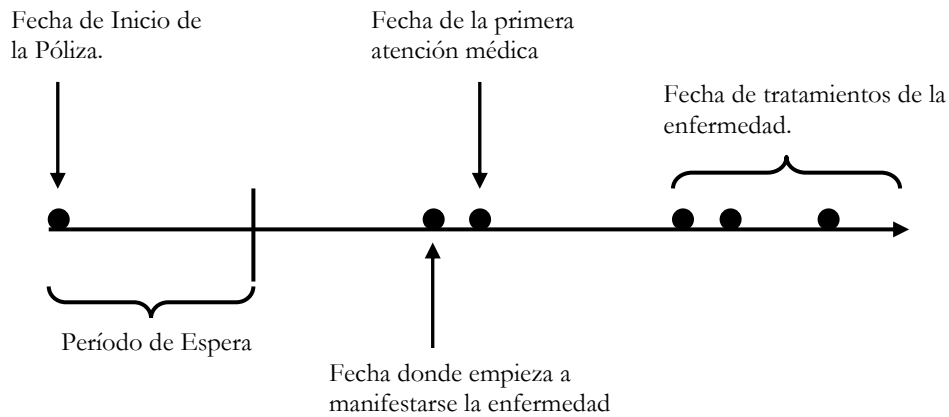 Fecha de Inicio de
la Póliza.
Fecha de la primera
atención médica
Fecha de tratamientos de la
enfermedad.
Período de Espera
Fecha donde empieza a
manifestarse la enfermedad